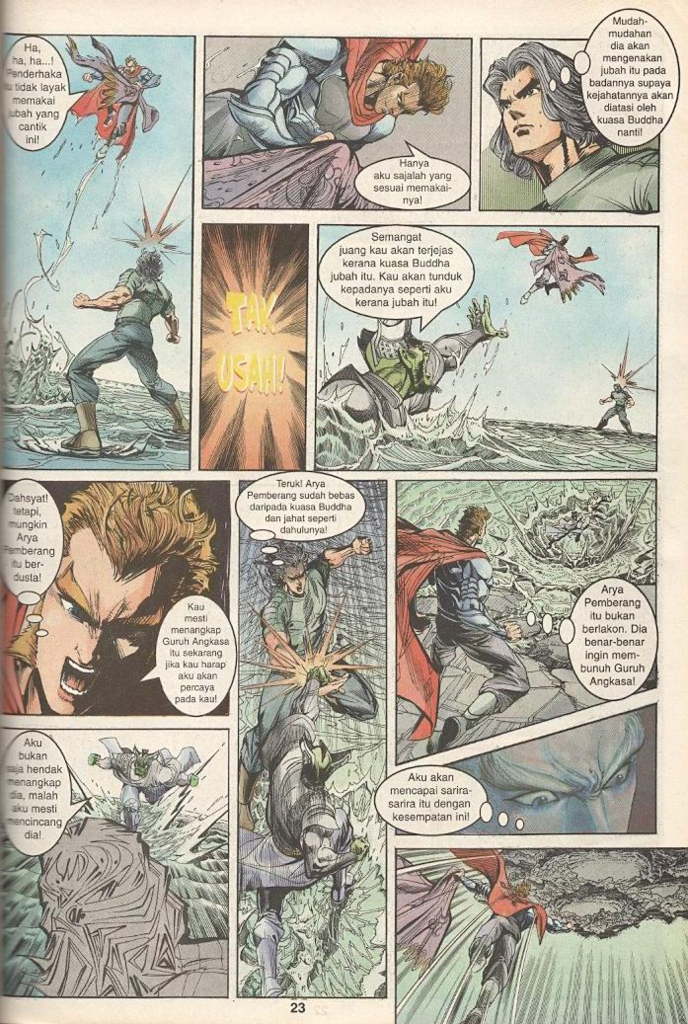 Ha,
ha, ha...!
Penderhaka
itu tidak layak
memakai
jubah yang
cantik
ini!
Hanya
aku sajalah yang
sesuai memakai-
nya!
Mudah-
mudahan
dia akan
mengenakan
jubah itu pada
badannya supaya
kejahatannya akan
diatasi oleh
kuasa Buddha
nanti!
TAK
USAH!
Semangat
juang kau akan terjejas
kerana kuasa Buddha
jubah itu. Kau akan tunduk
kepadanya seperti aku
kerana jubah itu!
Dahsyat!
tetapi,
mungkin
Arya
Pemberang
itu ber-
dusta!
Kau
mesti
menangkap
Guruh Angkasa
itu sekarang
jika kau harap
aku akan
percaya
pada kau!
Teruk! Arya
Pemberang sudah bebas
daripada kuasa Buddha
dan jahat seperti
dahulunya!
Arya
Pemberang
itu bukan
berlakon. Dia
benar-benar
ingin mem-
bunuh Guruh
Angkasa!
Aku
bukan
saja hendak
menangkap
dia, malah
aku mesti
mencincang
dia!
Aku akan
mencapai sarira-
sarira itu dengan
kesempatan ini!
23